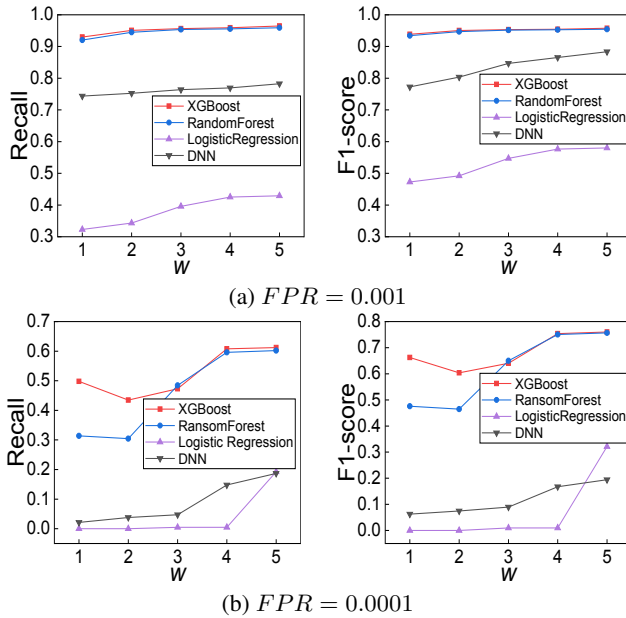 1.0
0.9
0.8
0.7
0.6
0.5
0.4
0.3
Recall
XGBoost
RandomForest
LogisticRegression
DNN
1 2 3 4 5
w
1.0
0.9
0.8
0.7
0.6
0.5
0.4
0.3
F1-score
XGBoost
RandomForest
LogisticRegression
DNN
1 2 3 4 5
w
(a) FPR = 0.001
0.7
0.6
0.5
0.4
0.3
0.2
0.1
0.0
Recall
XGBoost
RansomForest
Logistic Regression
DNN
1 2 3 4 5
w
0.8
0.7
0.6
0.5
0.4
0.3
0.2
0.1
0.0
F1-score
XGBoost
RansomForest
LogisticRegression
DNN
1 2 3 4 5
w
(b) FPR = 0.0001